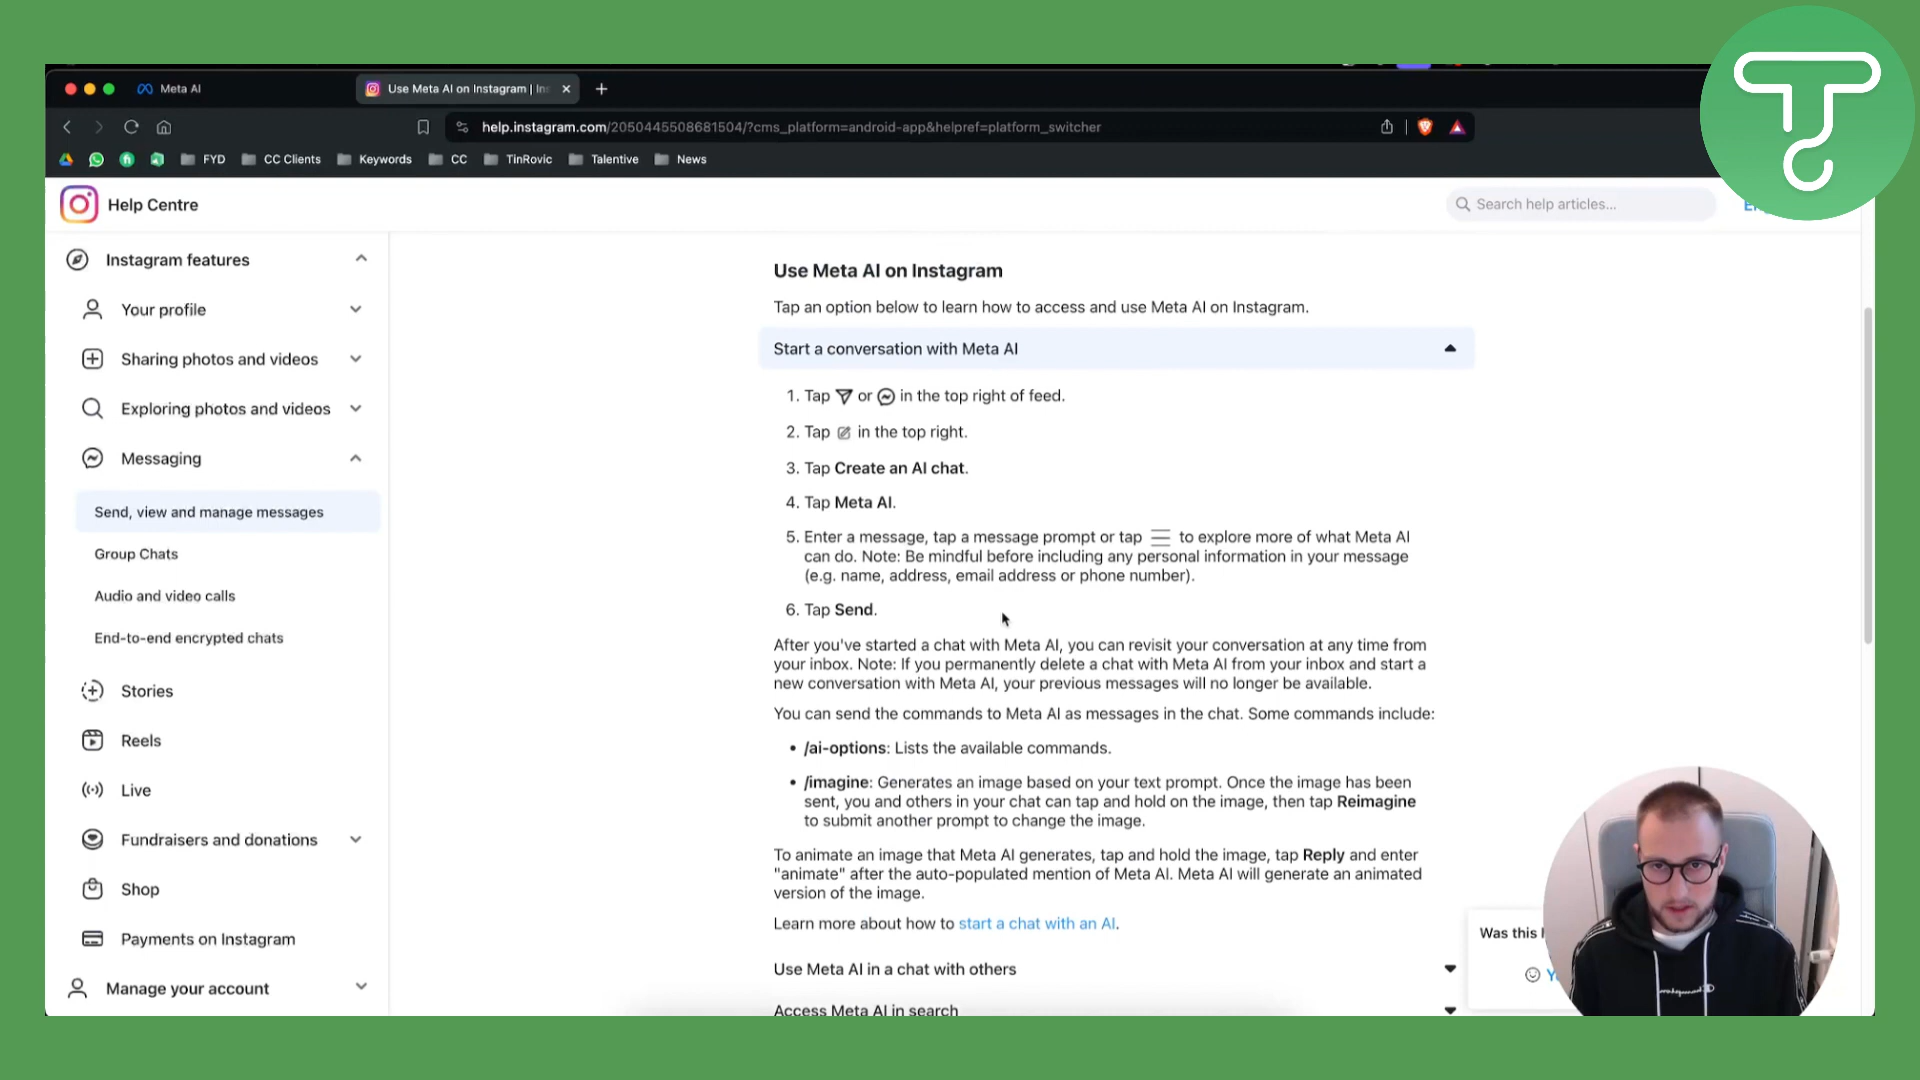 Meta AI
Use Meta AI on Instagram | In
help.instagram.com/2050445508681504/?cms_platform=android-app&helpref=platform_switcher
FYD
CC Clients
Keywords
CC
TinRovic
Talentive
News
Help Centre
Search help articles...
Instagram features
Your profile
Sharing photos and videos
Exploring photos and videos
Messaging
Send, view and manage messages
Group Chats
Audio and video calls
End-to-end encrypted chats
Stories
Reels
Live
Fundraisers and donations
Shop
Payments on Instagram
Manage your account
Use Meta AI on Instagram
Tap an option below to learn how to access and use Meta AI on Instagram.
Start a conversation with Meta AI
1. Tap or in the top right of feed.
2. Tap in the top right.
3. Tap Create an AI chat.
4. Tap Meta AI.
5. Enter a message, tap a message prompt or tap to explore more of what Meta AI
can do. Note: Be mindful before including any personal information in your message
(e.g. name, address, email address or phone number).
6. Tap Send.
After you've started a chat with Meta AI, you can revisit your conversation at any time from
your inbox. Note: If you permanently delete a chat with Meta AI from your inbox and start a
new conversation with Meta AI, your previous messages will no longer be available.
You can send the commands to Meta AI as messages in the chat. Some commands include:
• /ai-options: Lists the available commands.
• /imagine: Generates an image based on your text prompt. Once the image has been
sent, you and others in your chat can tap and hold on the image, then tap Reimagine
to submit another prompt to change the image.
To animate an image that Meta AI generates, tap and hold the image, tap Reply and enter
"animate" after the auto-populated mention of Meta AI. Meta AI will generate an animated
version of the image.
Learn more about how to start a chat with an AI.
Use Meta AI in a chat with others
Access Meta AI in search
Was this